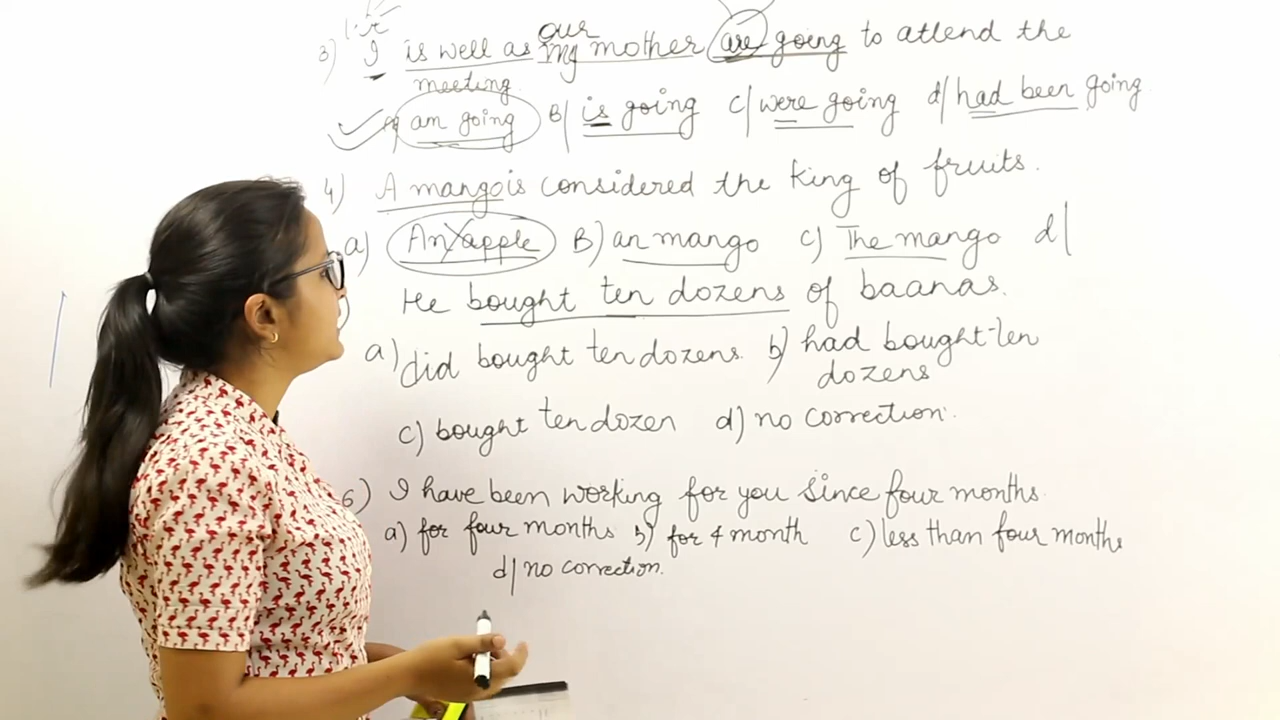 our
3) I is well as my mother are going to attend the
meeting.
a) am going B) is going c) were going d) had been going
4) A mango is considered the king of fruits.
a) An apple B) an mango c) The mango d)
He bought ten dozens of baanas.
a) did bought ten dozens. b) had bought ten
dozens
c) bought ten dozen d) no correction.
6) I have been working for you since four months.
a) for four months b) for 4 month c) less than four months
d) no correction.